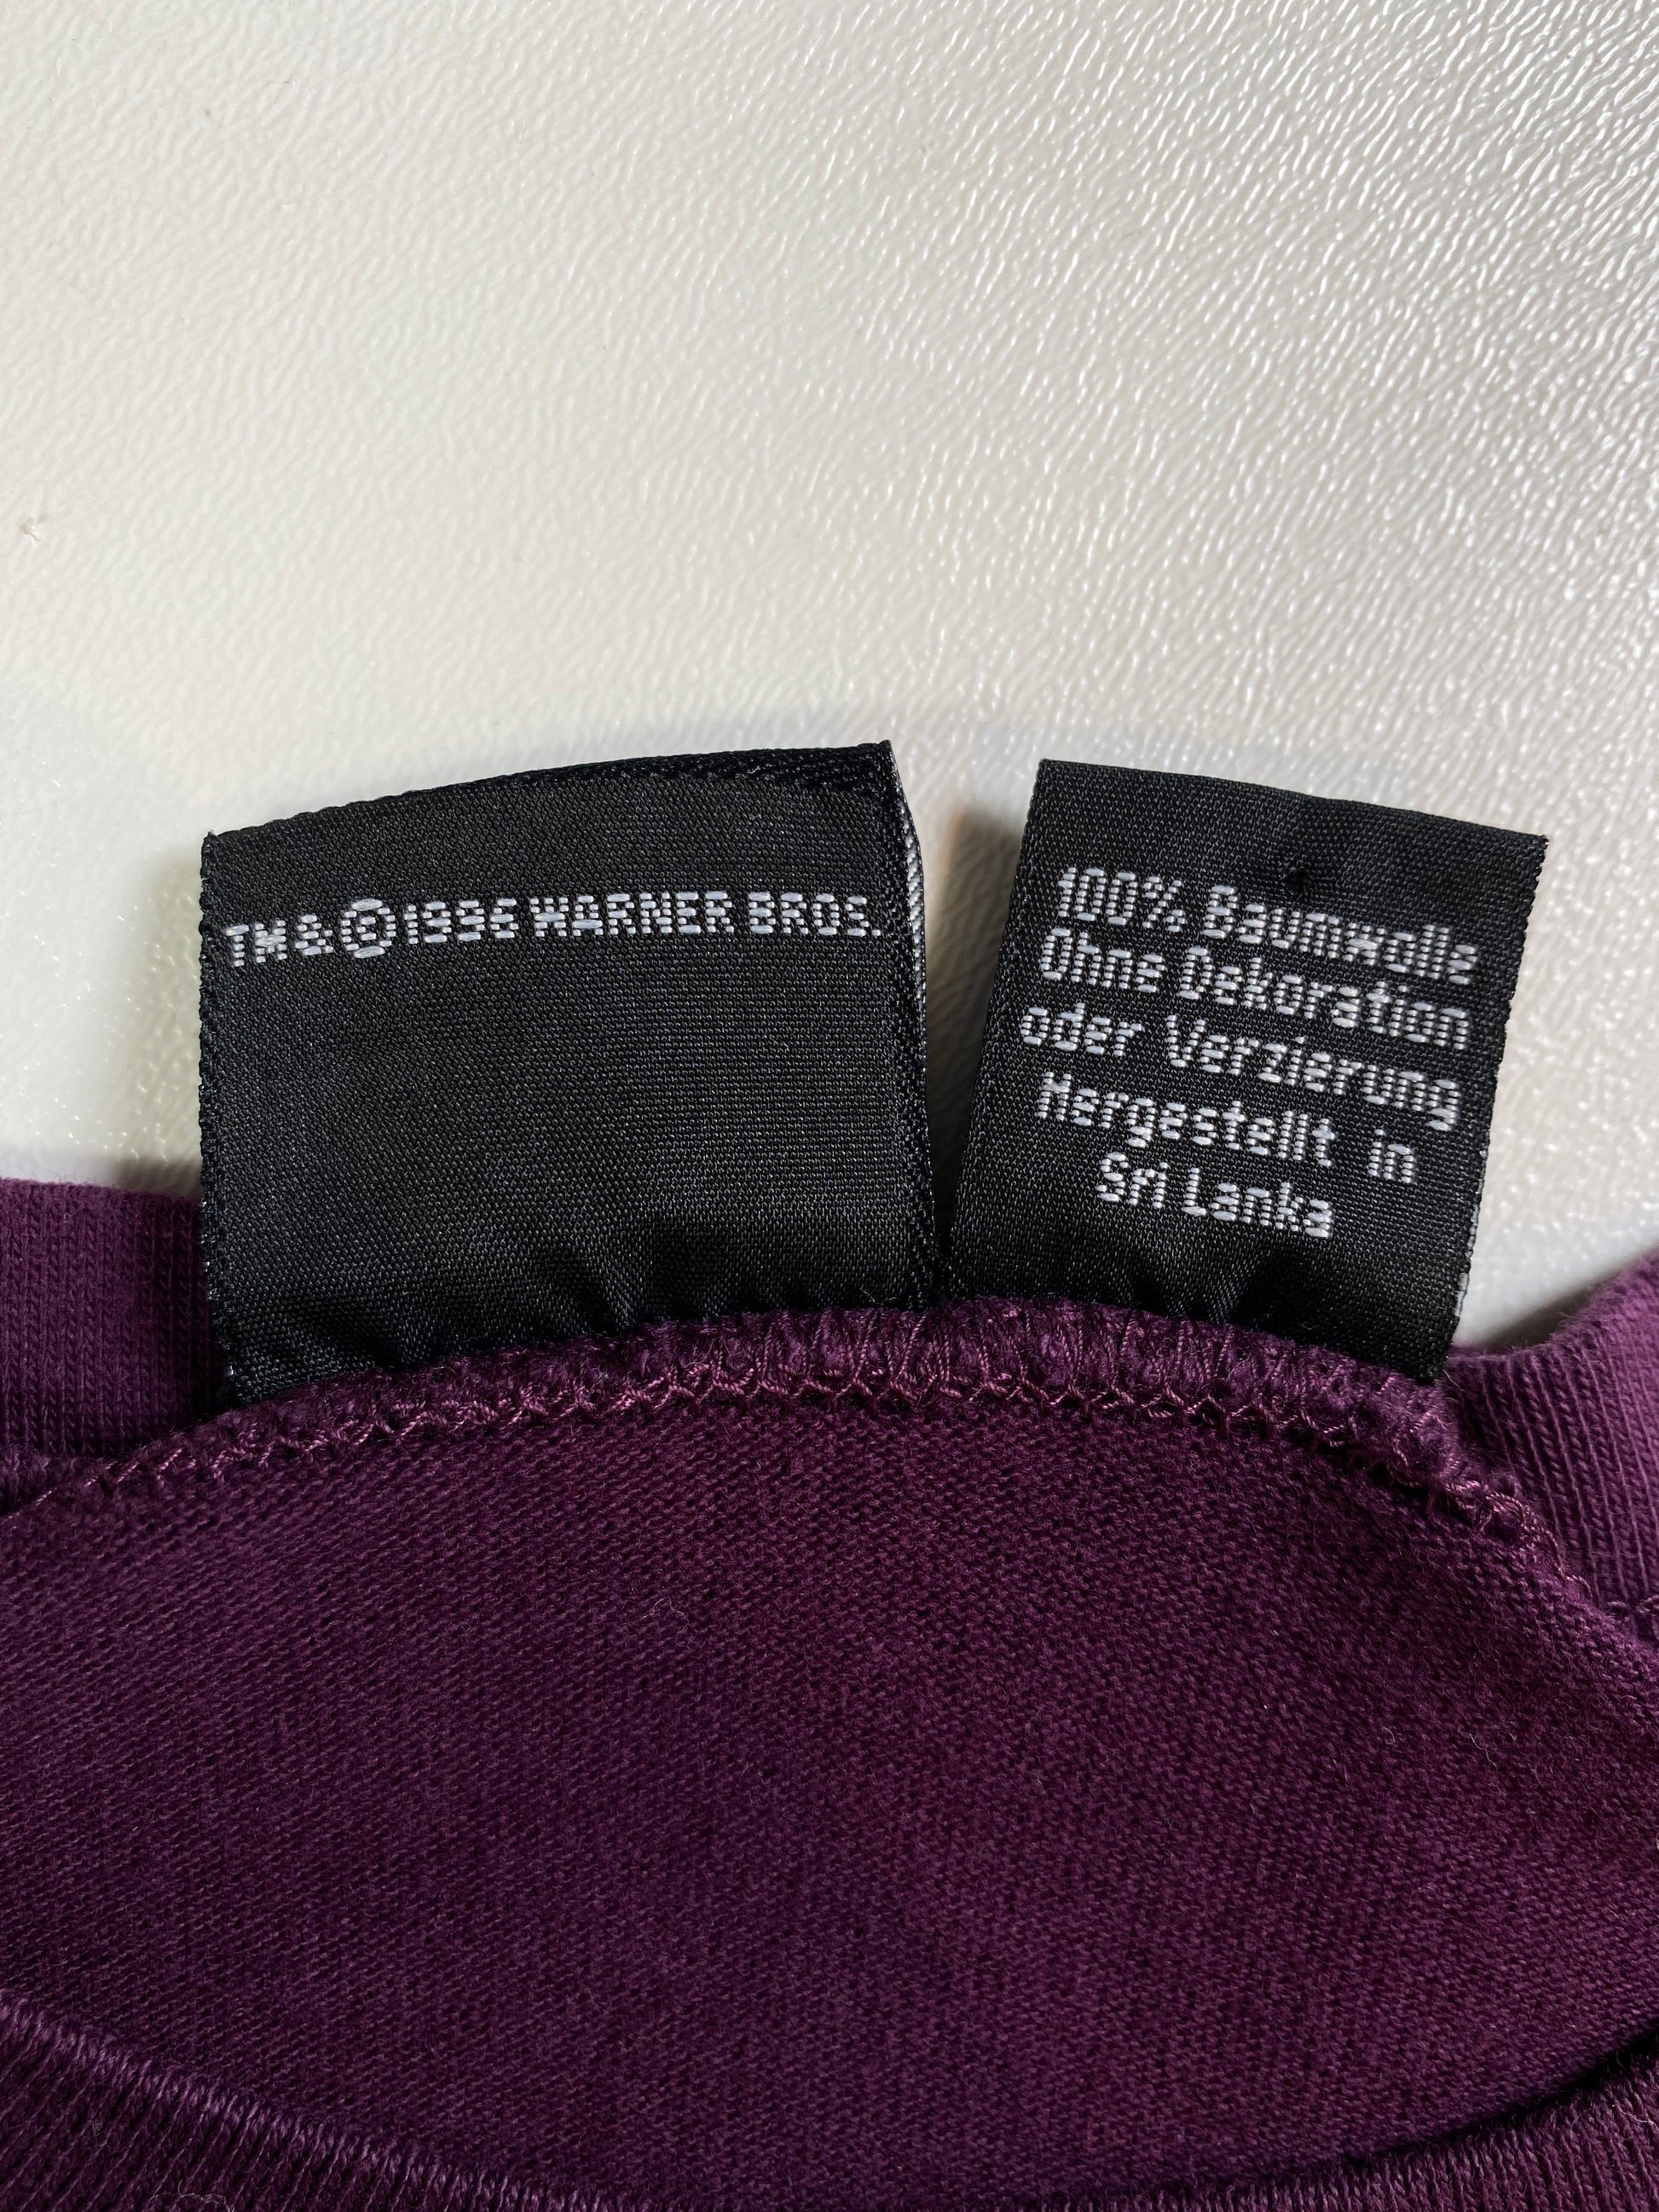 TM&©1996 WARNER BROS.
100% Baumwolle
Ohne Dekoration
oder Verzierung
Hergestellt in
Sri Lanka